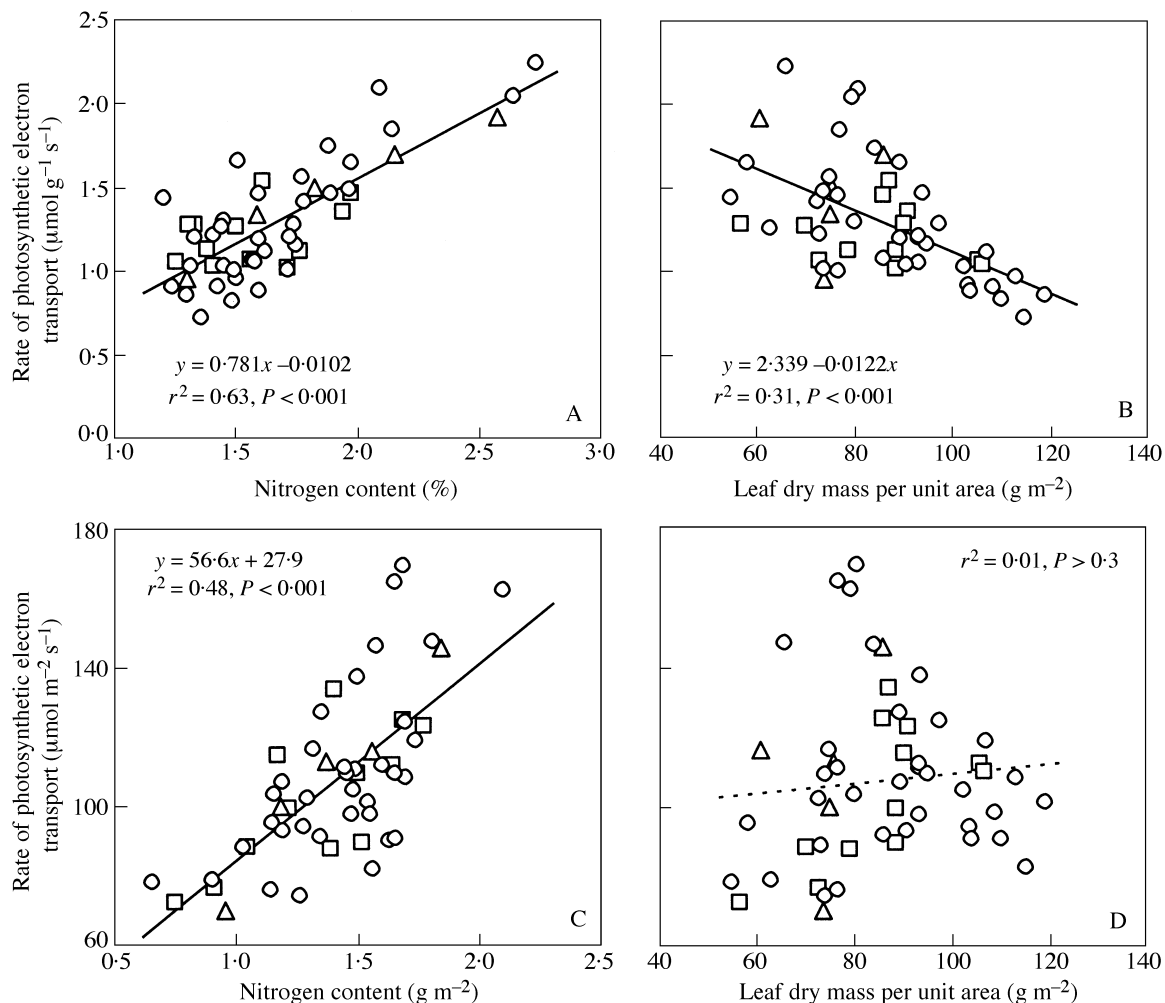 2·5
2·0
1·5
1·0
0·5
0·0
Rate of photosynthetic electron
transport (μmol g⁻¹ s⁻¹)
y = 0·781x –0·0102
r² = 0·63, P < 0·001
A
1·0 1·5 2·0 2·5 3·0
Nitrogen content (%)
y = 2·339 –0·0122x
r² = 0·31, P < 0·001
B
40 60 80 100 120 140
Leaf dry mass per unit area (g m⁻²)
180
140
100
60
Rate of photosynthetic electron
transport (μmol m⁻² s⁻¹)
y = 56·6x + 27·9
r² = 0·48, P < 0·001
C
0·5 1·0 1·5 2·0 2·5
Nitrogen content (g m⁻²)
r² = 0·01, P > 0·3
D
40 60 80 100 120 140
Leaf dry mass per unit area (g m⁻²)